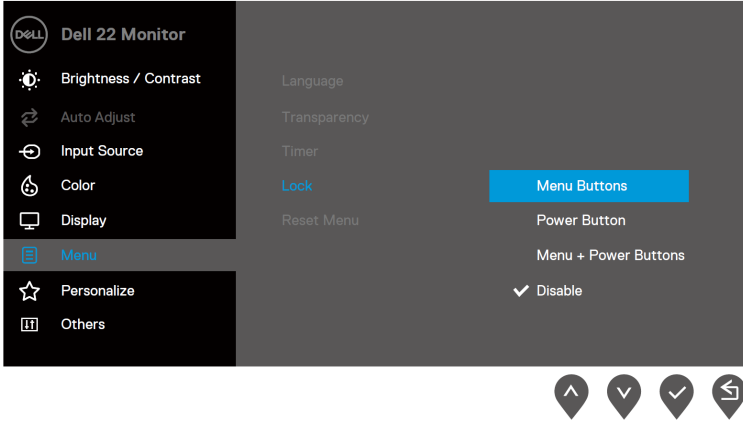 DELL
Dell 22 Monitor
Brightness / Contrast
Auto Adjust
Input Source
Color
Display
Menu
Personalize
Others
Language
Transparency
Timer
Lock
Reset Menu
Menu Buttons
Power Button
Menu + Power Buttons
Disable